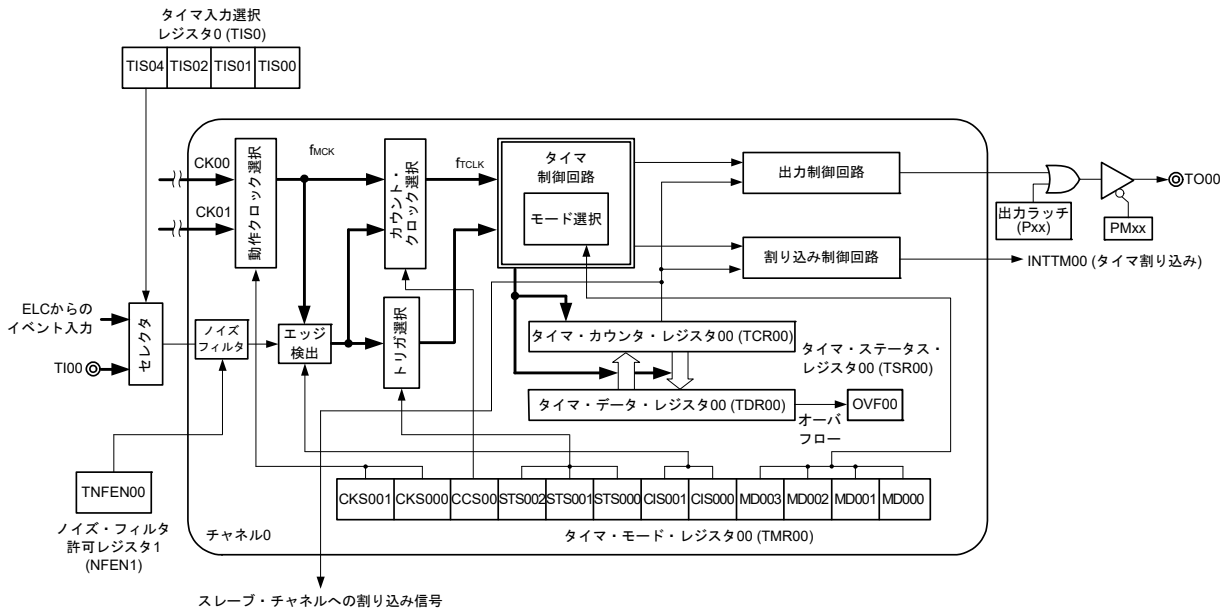 タイマ入力選択
レジスタ0 (TIS0)
TIS04 TIS02 TIS01 TIS00
CK00
CK01
動作クロック選択
fMCK
カウント・
クロック選択
fTCLK
タイマ
制御回路
モード選択
出力制御回路
出力ラッチ
(Pxx)
PMxx
TO00
割り込み制御回路
INTTM00 (タイマ割り込み)
ELCからの
イベント入力
TI00
セレクタ
ノイズ
フィルタ
エッジ
検出
トリガ選択
タイマ・カウンタ・レジスタ00 (TCR00)
タイマ・ステータス・
レジスタ00 (TSR00)
タイマ・データ・レジスタ00 (TDR00)
OVF00
オーバ
フロー
TNFEN00
ノイズ・フィルタ
許可レジスタ1
(NFEN1)
CKS001 CKS000 CCS00 STS002 STS001 STS000 CIS001 CIS000 MD003 MD002 MD001 MD000
チャネル0
タイマ・モード・レジスタ00 (TMR00)
スレーブ・チャネルへの割り込み信号